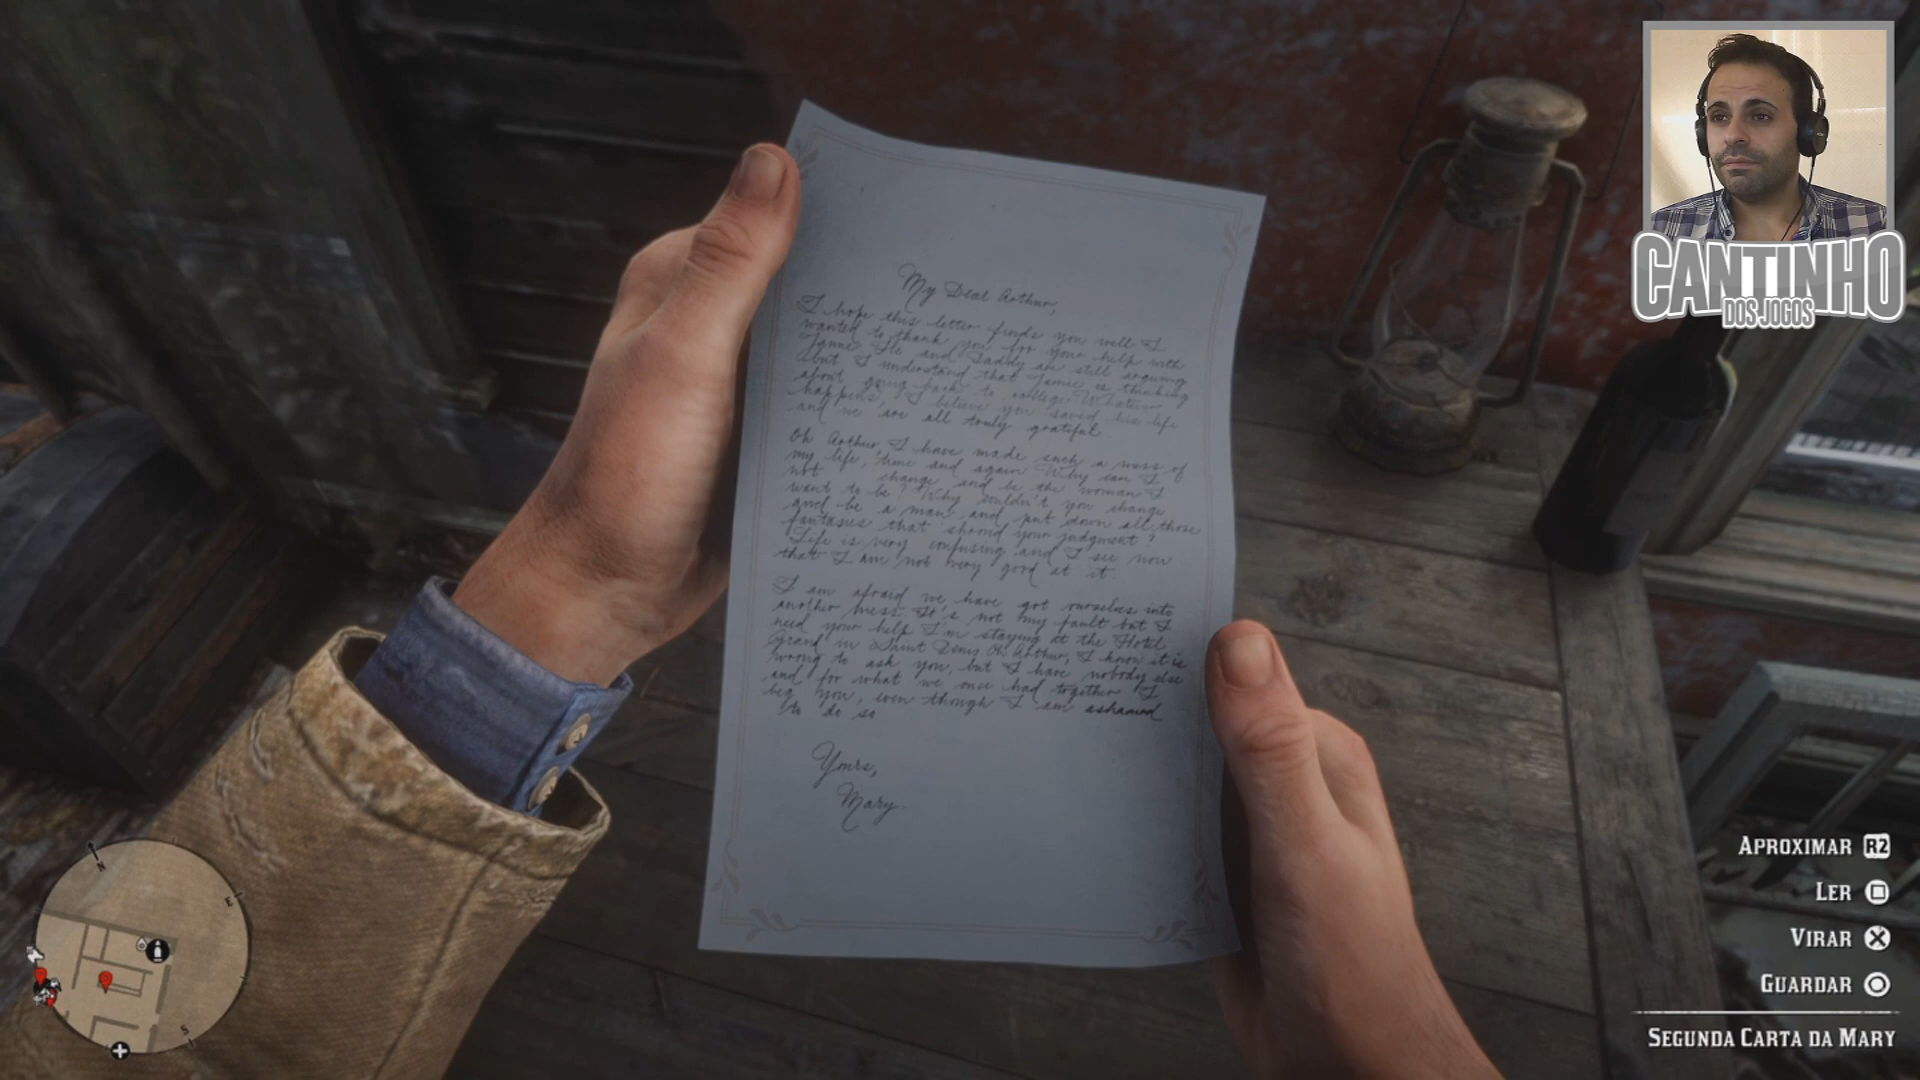 My Dear Arthur,
I hope this letter finds you well I
wanted to thank you for your help with
Jamie He and Daddy are still arguing
but I understand that Jamie is thinking
about going back to college Whatever
happens, I believe you saved his life
and we are all truly grateful.
Oh Arthur, I have made such a mess of
my life, time and again Why can I
not change and be the woman I
want to be? Why couldn't you change
and be a man and put down all those
fantasies that shroud your judgment?
Life is very confusing and I see now
that I am not very good at it.
I am afraid we have got ourselves into
another mess It's not my fault but I
need your help I'm staying at the Hotel
Grand in Saint Denis. Oh Arthur, I know it is
wrong to ask you, but I have nobody else
and for what we once had together I
beg you, even though I am ashamed
to do so
Yours,
Mary.
CANTINHO
DOS JOGOS
APROXIMAR R2
LER
VIRAR
GUARDAR
SEGUNDA CARTA DA MARY
N
E
S